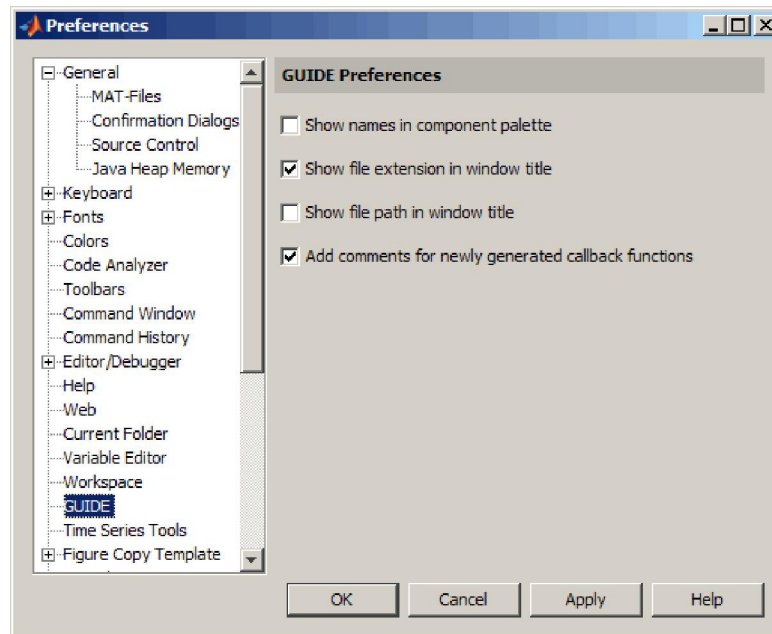 Preferences
General
MAT-Files
Confirmation Dialogs
Source Control
Java Heap Memory
Keyboard
Fonts
Colors
Code Analyzer
Toolbars
Command Window
Command History
Editor/Debugger
Help
Web
Current Folder
Variable Editor
Workspace
GUIDE
Time Series Tools
Figure Copy Template
GUIDE Preferences
Show names in component palette
Show file extension in window title
Show file path in window title
Add comments for newly generated callback functions
OK
Cancel
Apply
Help